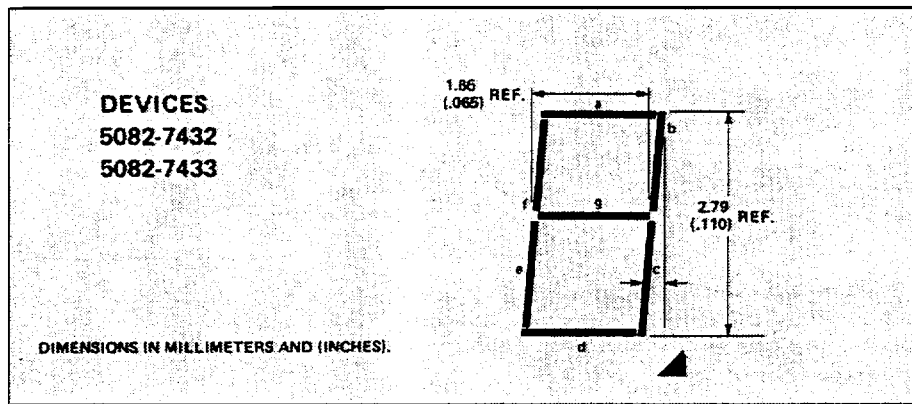 DEVICES
5082-7432
5082-7433
1.65
(.065) REF.
a
b
f
g
2.79
(.110) REF.
e
c
d
DIMENSIONS IN MILLIMETERS AND (INCHES).